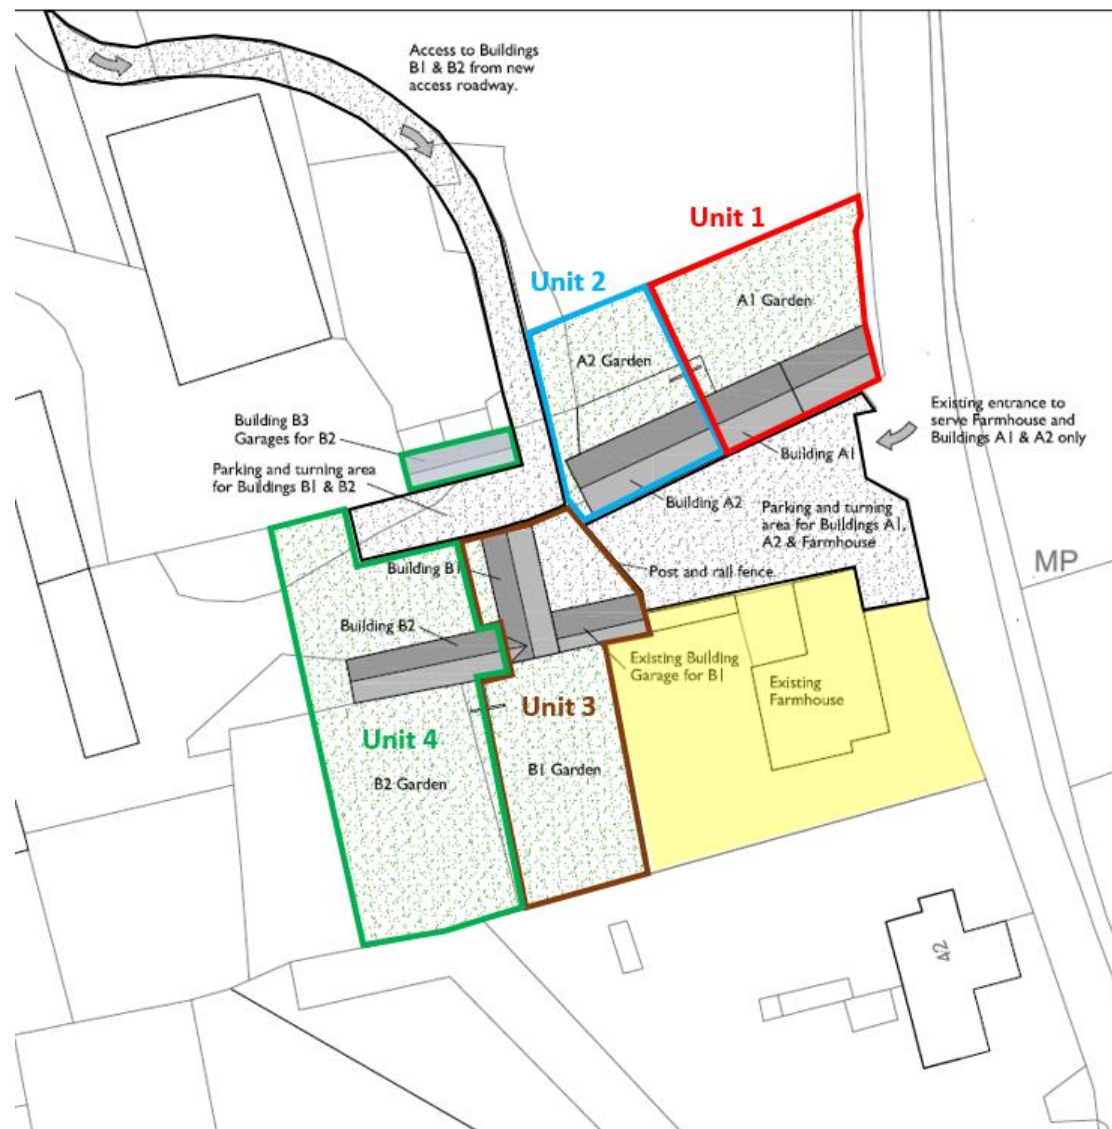 Access to Buildings
B1 & B2 from new
access roadway.
Unit 1
Unit 2
A1 Garden
A2 Garden
Existing entrance to
serve Farmhouse and
Buildings A1 & A2 only
Building B3
Garages for B2
Parking and turning area
for Buildings B1 & B2
Building A1
Building A2
Parking and turning
area for Buildings A1,
A2 & Farmhouse
MP
Building B1
Post and rail fence
Building B2
Existing Building
Garage for B1
Existing
Farmhouse
Unit 3
Unit 4
B1 Garden
B2 Garden
42